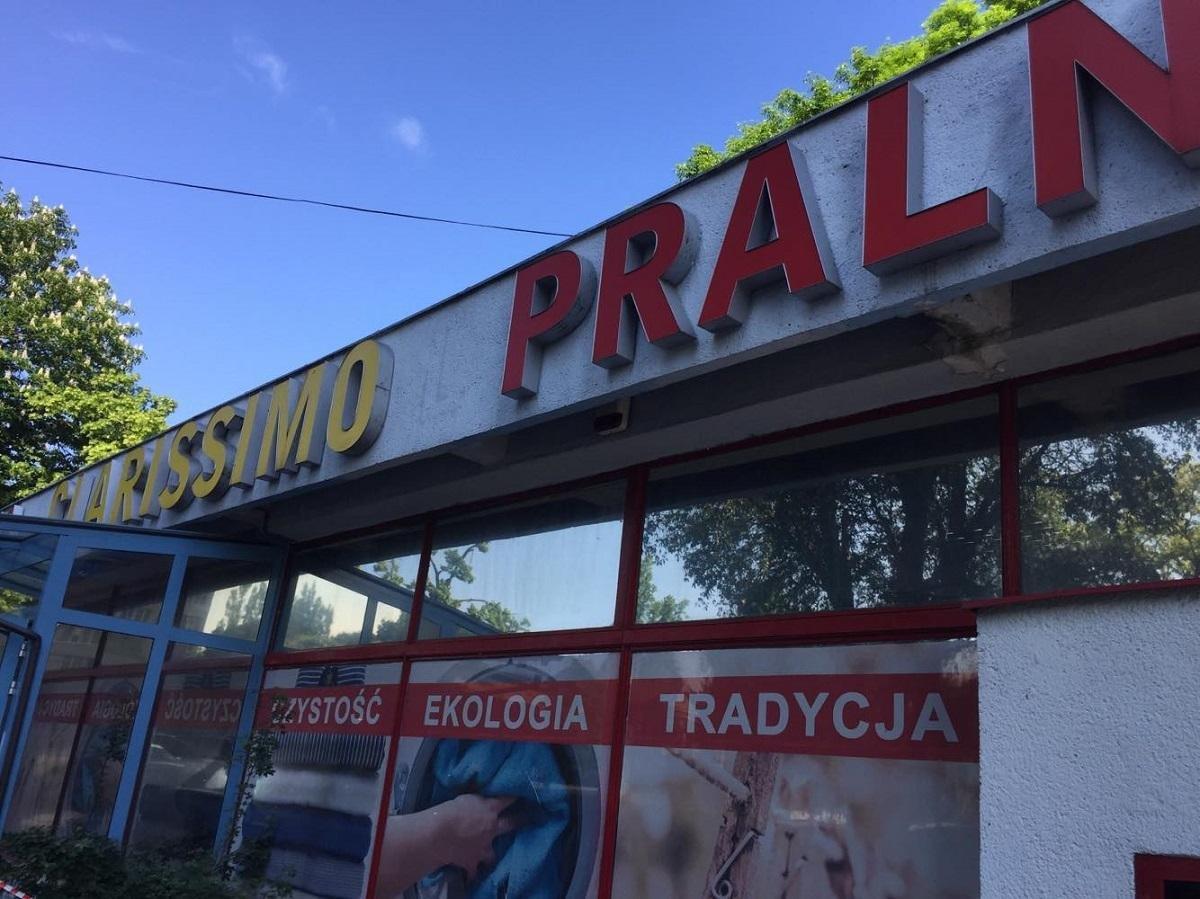 CLARISSIMO PRALN
CZYSTOŚĆ EKOLOGIA TRADYCJA